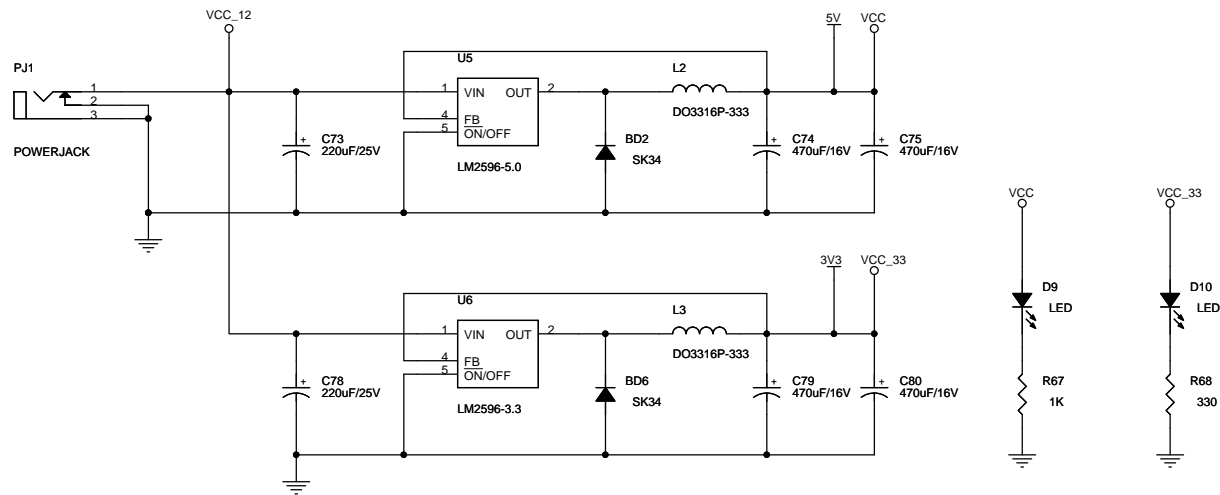 VCC_12
5V
VCC
PJ1
1
2
3
POWERJACK
C73
220uF/25V
U5
1
VIN
OUT
2
4
FB
5
ON/OFF
LM2596-5.0
BD2
SK34
L2
DO3316P-333
C74
470uF/16V
C75
470uF/16V
3V3
VCC_33
C78
220uF/25V
U6
1
VIN
OUT
2
4
FB
5
ON/OFF
LM2596-3.3
BD6
SK34
L3
DO3316P-333
C79
470uF/16V
C80
470uF/16V
VCC
D9
LED
R67
1K
VCC_33
D10
LED
R68
330